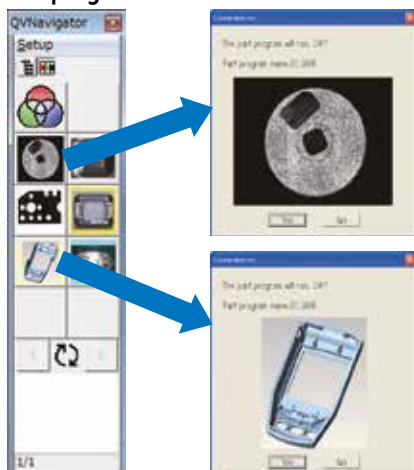 QVNavigator
Setup
1/1
Confirmation
The part program will run, OK?
Part program name:
Yes
No
Confirmation
The part program will run, OK?
Part program name:
Yes
No